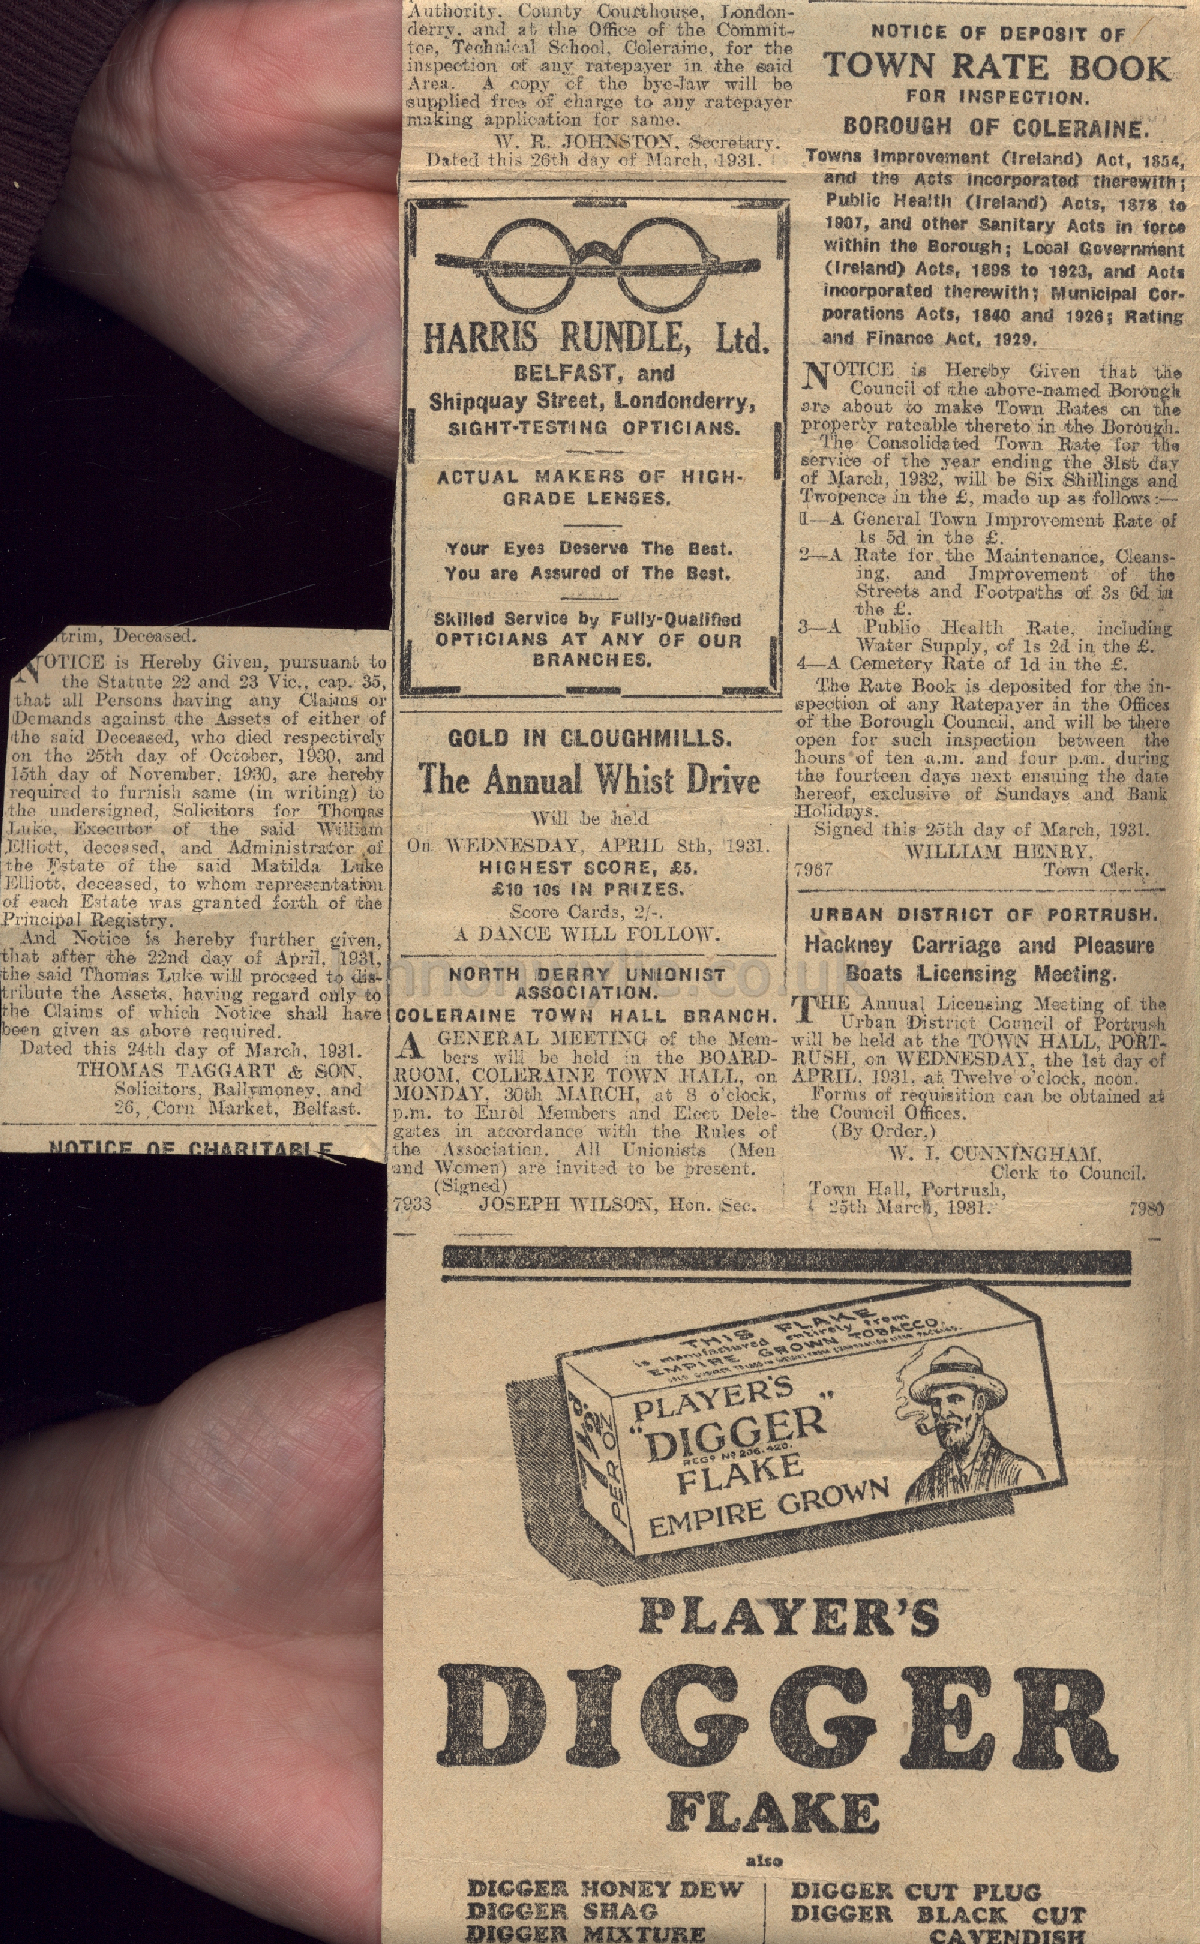 trim, Deceased.
NOTICE is Hereby Given, pursuant to
the Statute 22 and 23 Vic., cap. 35,
that all Persons having any Claims or
Demands against the Assets of either of
the said Deceased, who died respectively
on the 25th day of October, 1930, and
15th day of November, 1930, are hereby
required to furnish same (in writing) to
the undersigned, Solicitors for Thomas
Luke, Executor of the said William
Elliott, deceased, and Administrator of
the Estate of the said Matilda Luke
Elliott, deceased, to whom representation
of each Estate was granted forth of the
Principal Registry.
And Notice is hereby further given,
that after the 22nd day of April, 1931,
the said Thomas Luke will proceed to dis-
tribute the Assets, having regard only to
the Claims of which Notice shall have
been given as above required.
Dated this 24th day of March, 1931.
THOMAS TAGGART & SON,
Solicitors, Ballymoney, and
26, Corn Market, Belfast.
NOTICE OF CHARITABLE
Authority, County Courthouse, London-
derry, and at the Office of the Commit-
tee, Technical School, Coleraine, for the
inspection of any ratepayer in the said
Area. A copy of the bye-law will be
supplied free of charge to any ratepayer
making application for same.
W. R. JOHNSTON, Secretary.
Dated this 26th day of March, 1931.
HARRIS RUNDLE, Ltd.
BELFAST, and
Shipquay Street, Londonderry,
SIGHT-TESTING OPTICIANS.
ACTUAL MAKERS OF HIGH-
GRADE LENSES.
Your Eyes Deserve The Best.
You are Assured of The Best.
Skilled Service by Fully-Qualified
OPTICIANS AT ANY OF OUR
BRANCHES.
GOLD IN CLOUGHMILLS.
The Annual Whist Drive
Will be held
On WEDNESDAY, APRIL 8th, 1931.
HIGHEST SCORE, £5.
£10 10s IN PRIZES.
Score Cards, 2/-.
A DANCE WILL FOLLOW.
NORTH DERRY UNIONIST
ASSOCIATION.
COLERAINE TOWN HALL BRANCH.
A GENERAL MEETING of the Mem-
bers will be held in the BOARD-
ROOM, COLERAINE TOWN HALL, on
MONDAY, 30th MARCH, at 8 o'clock,
p.m. to Enrol Members and Elect Dele-
gates in accordance with the Rules of
the Association. All Unionists (Men
and Women) are invited to be present.
(Signed)
7938 JOSEPH WILSON, Hon. Sec.
NOTICE OF DEPOSIT OF
TOWN RATE BOOK
FOR INSPECTION.
BOROUGH OF COLERAINE.
Towns Improvement (Ireland) Act, 1854,
and the Acts incorporated therewith;
Public Health (Ireland) Acts, 1878 to
1907, and other Sanitary Acts in force
within the Borough; Local Government
(Ireland) Acts, 1898 to 1923, and Acts
incorporated therewith; Municipal Cor-
porations Acts, 1840 and 1926; Rating
and Finance Act, 1929.
NOTICE is Hereby Given that the
Council of the above-named Borough
are about to make Town Rates on the
property rateable thereto in the Borough.
The Consolidated Town Rate for the
service of the year ending the 31st day
of March, 1932, will be Six Shillings and
Twopence in the £, made up as follows:—
1—A General Town Improvement Rate of
1s 5d in the £.
2—A Rate for the Maintenance, Cleans-
ing, and Improvement of the
Streets and Footpaths of 3s 6d in
the £.
3—A Public Health Rate, including
Water Supply, of 1s 2d in the £.
4—A Cemetery Rate of 1d in the £.
The Rate Book is deposited for the in-
spection of any Ratepayer in the Offices
of the Borough Council, and will be there
open for such inspection between the
hours of ten a.m. and four p.m. during
the fourteen days next ensuing the date
hereof, exclusive of Sundays and Bank
Holidays.
Signed this 25th day of March, 1931.
WILLIAM HENRY,
7987 Town Clerk.
URBAN DISTRICT OF PORTRUSH.
Hackney Carriage and Pleasure
Boats Licensing Meeting.
THE Annual Licensing Meeting of the
Urban District Council of Portrush
will be held at the TOWN HALL, PORT-
RUSH, on WEDNESDAY, the 1st day of
APRIL, 1931, at Twelve o'clock, noon.
Forms of requisition can be obtained at
the Council Offices.
(By Order.)
W. I. CUNNINGHAM,
Clerk to Council.
Town Hall, Portrush,
25th March, 1931. 7980
THIS FLAKE
is manufactured entirely from
EMPIRE GROWN TOBACCO.
PLAYER'S
"DIGGER"
REGD No 206,420.
FLAKE
EMPIRE GROWN
7½D.
PER OZ
PLAYER'S
DIGGER
FLAKE
also
DIGGER HONEY DEW
DIGGER SHAG
DIGGER MIXTURE
DIGGER CUT PLUG
DIGGER BLACK CUT
CAVENDISH